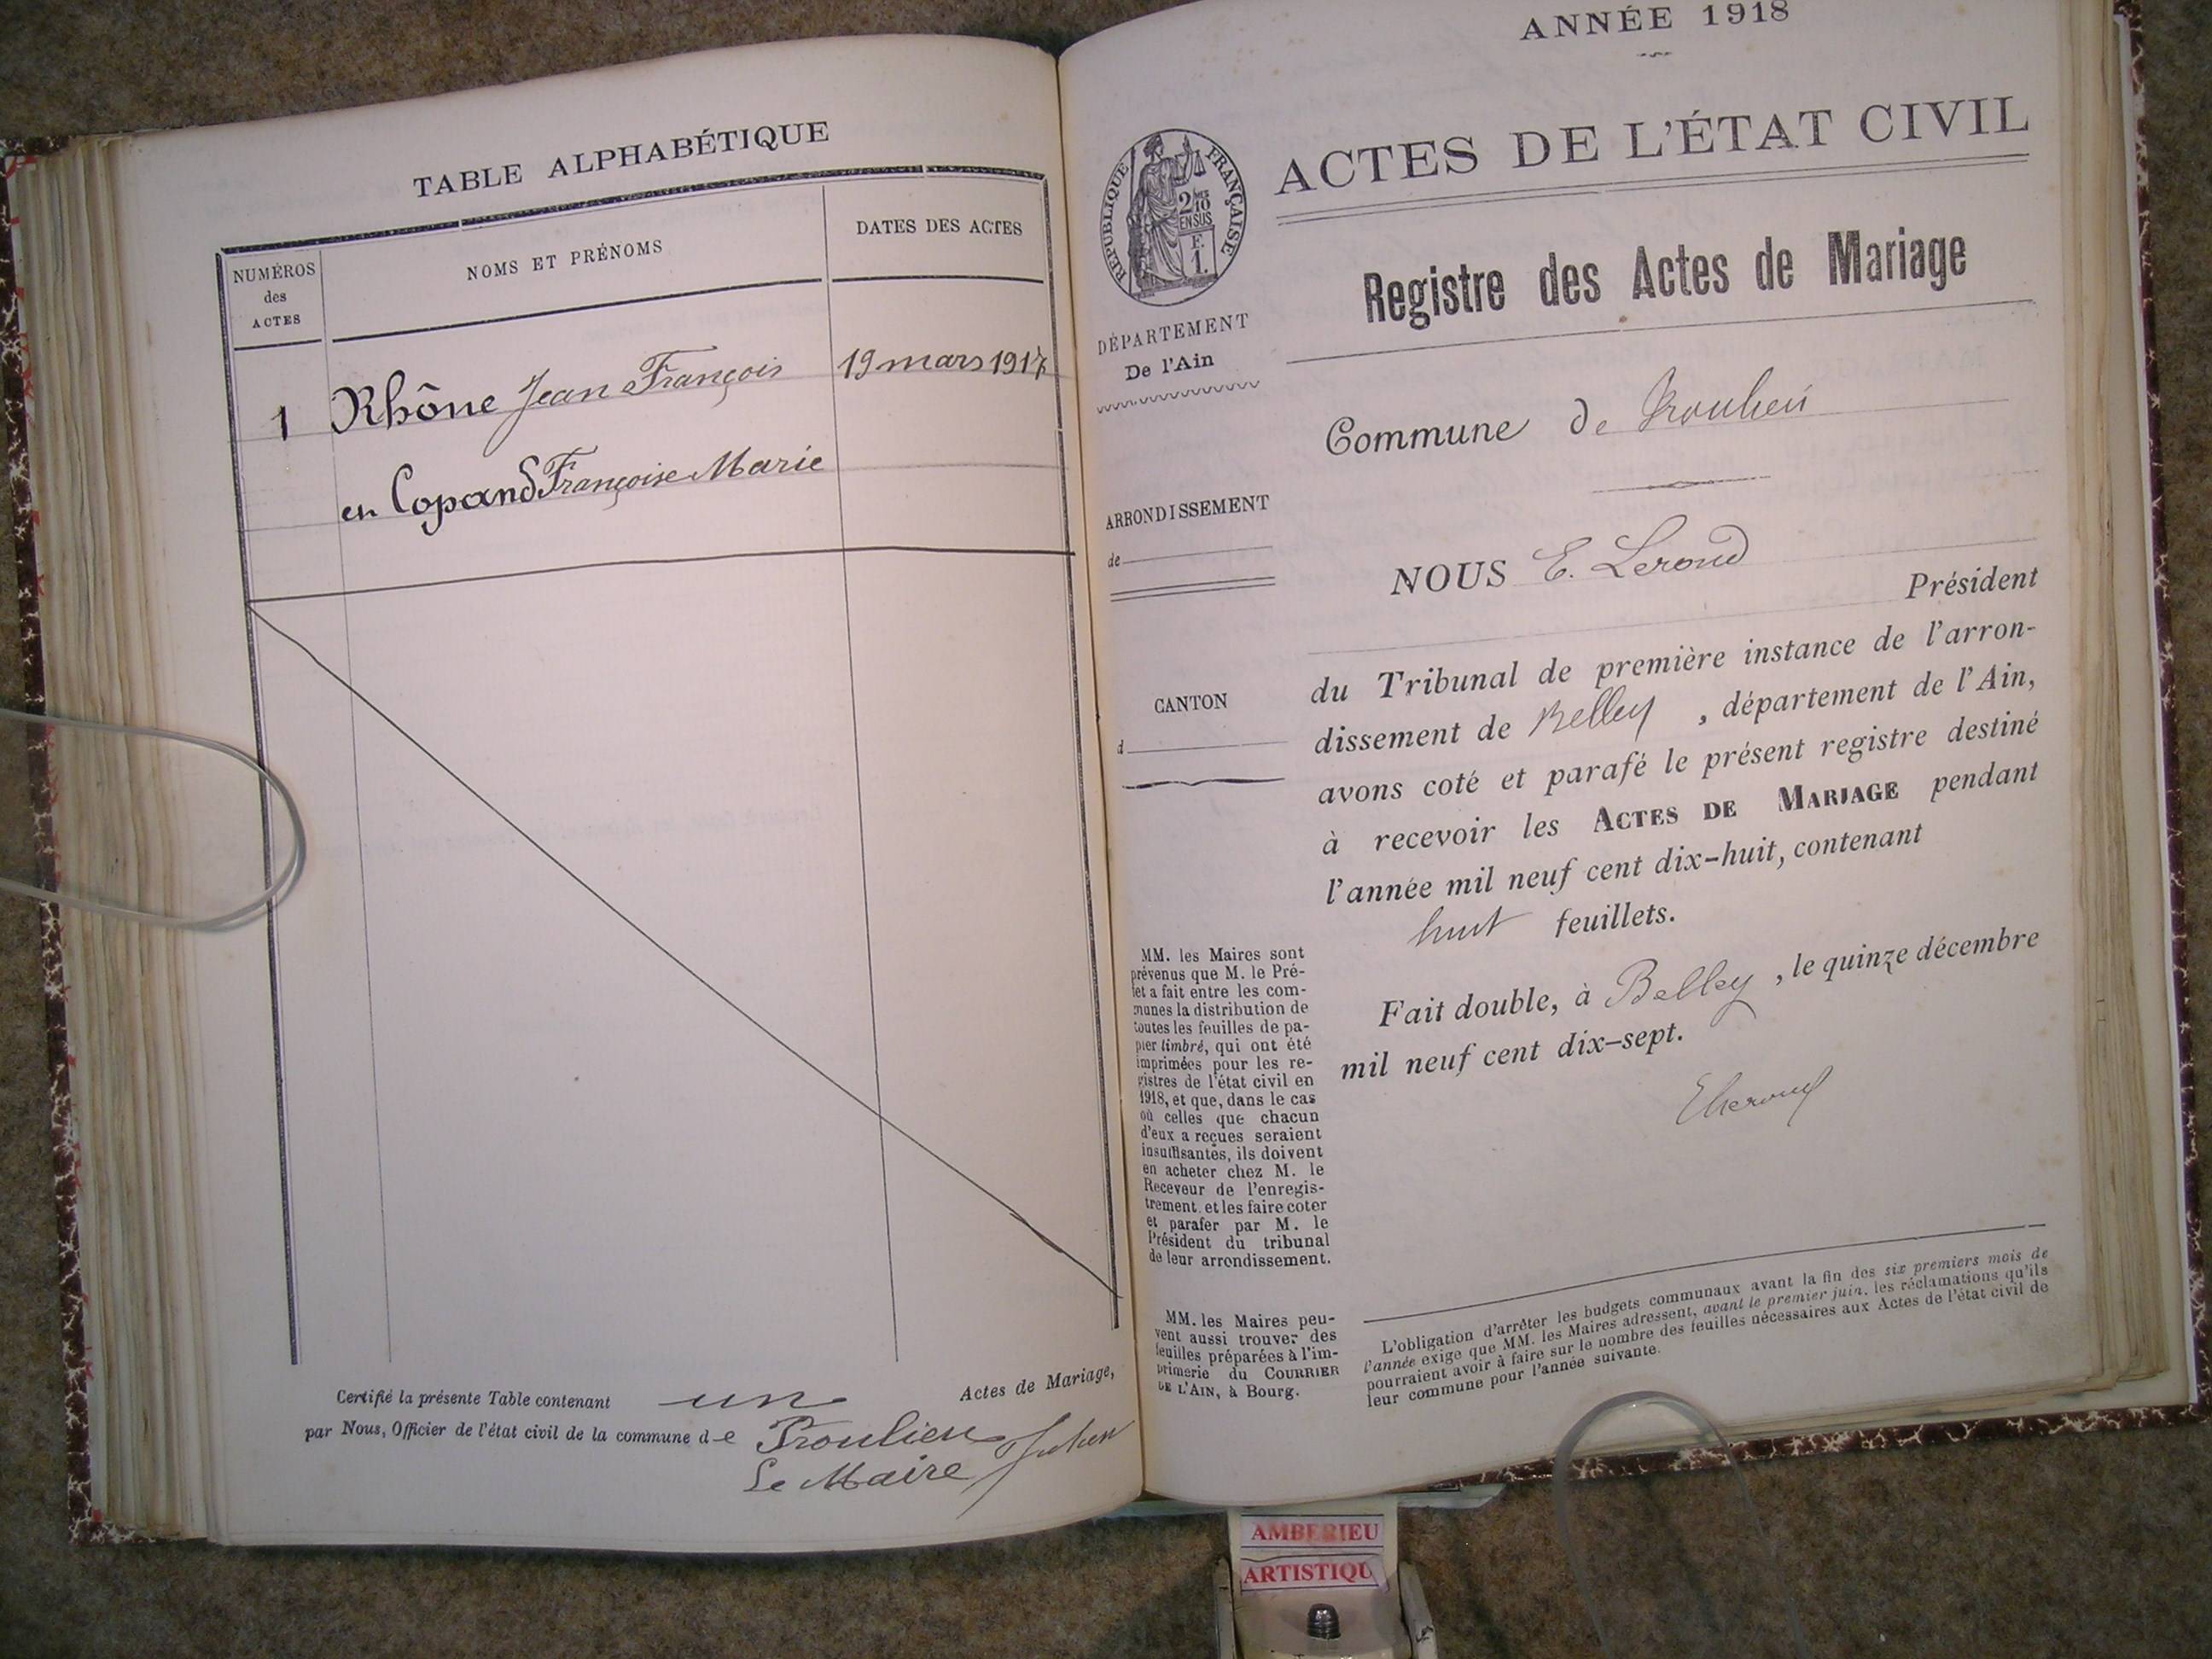 TABLE ALPHABÉTIQUE
NUMÉROS
des
ACTES
NOMS ET PRÉNOMS
DATES DES ACTES
1 Rhône Jean François 19 mars 1917
en Copand Françoise Marie
Certifié la présente Table contenant un Actes de Mariage,
par Nous, Officier de l'état civil de la commune de Proulieu
Le Maire
ANNÉE 1918
ACTES DE L'ÉTAT CIVIL
RÉPUBLIQUE FRANÇAISE
2/10
EN SUS
F.
1.
DÉPARTEMENT
De l'Ain
ARRONDISSEMENT
de
CANTON
d
MM. les Maires sont
prévenus que M. le Pré-
fet a fait entre les com-
munes la distribution de
toutes les feuilles de pa-
pier timbré, qui ont été
imprimées pour les re-
gistres de l'état civil en
1918, et que, dans le cas
où celles que chacun
d'eux a reçues seraient
insuffisantes, ils doivent
en acheter chez M. le
Receveur de l'enregis-
trement. et les faire coter
et parafer par M. le
Président du tribunal
de leur arrondissement.
MM. les Maires peu-
vent aussi trouver des
feuilles préparées à l'im-
primerie du COURRIER
DE L'AIN, à Bourg.
Registre des Actes de Mariage
Commune de Proulieu
NOUS E. Lerond
Président
du Tribunal de première instance de l'arron-
dissement de Belley, département de l'Ain,
avons coté et parafé le présent registre destiné
à recevoir les ACTES DE MARIAGE pendant
l'année mil neuf cent dix-huit, contenant
huit feuillets.
Fait double, à Belley, le quinze décembre
mil neuf cent dix-sept.
ELerond
L'obligation d'arrêter les budgets communaux avant la fin des six premiers mois de
l'année exige que MM. les Maires adressent, avant le premier juin, les réclamations qu'ils
pourraient avoir à faire sur le nombre des feuilles nécessaires aux Actes de l'état civil de
leur commune pour l'année suivante.
AMBERIEU
ARTISTIQU